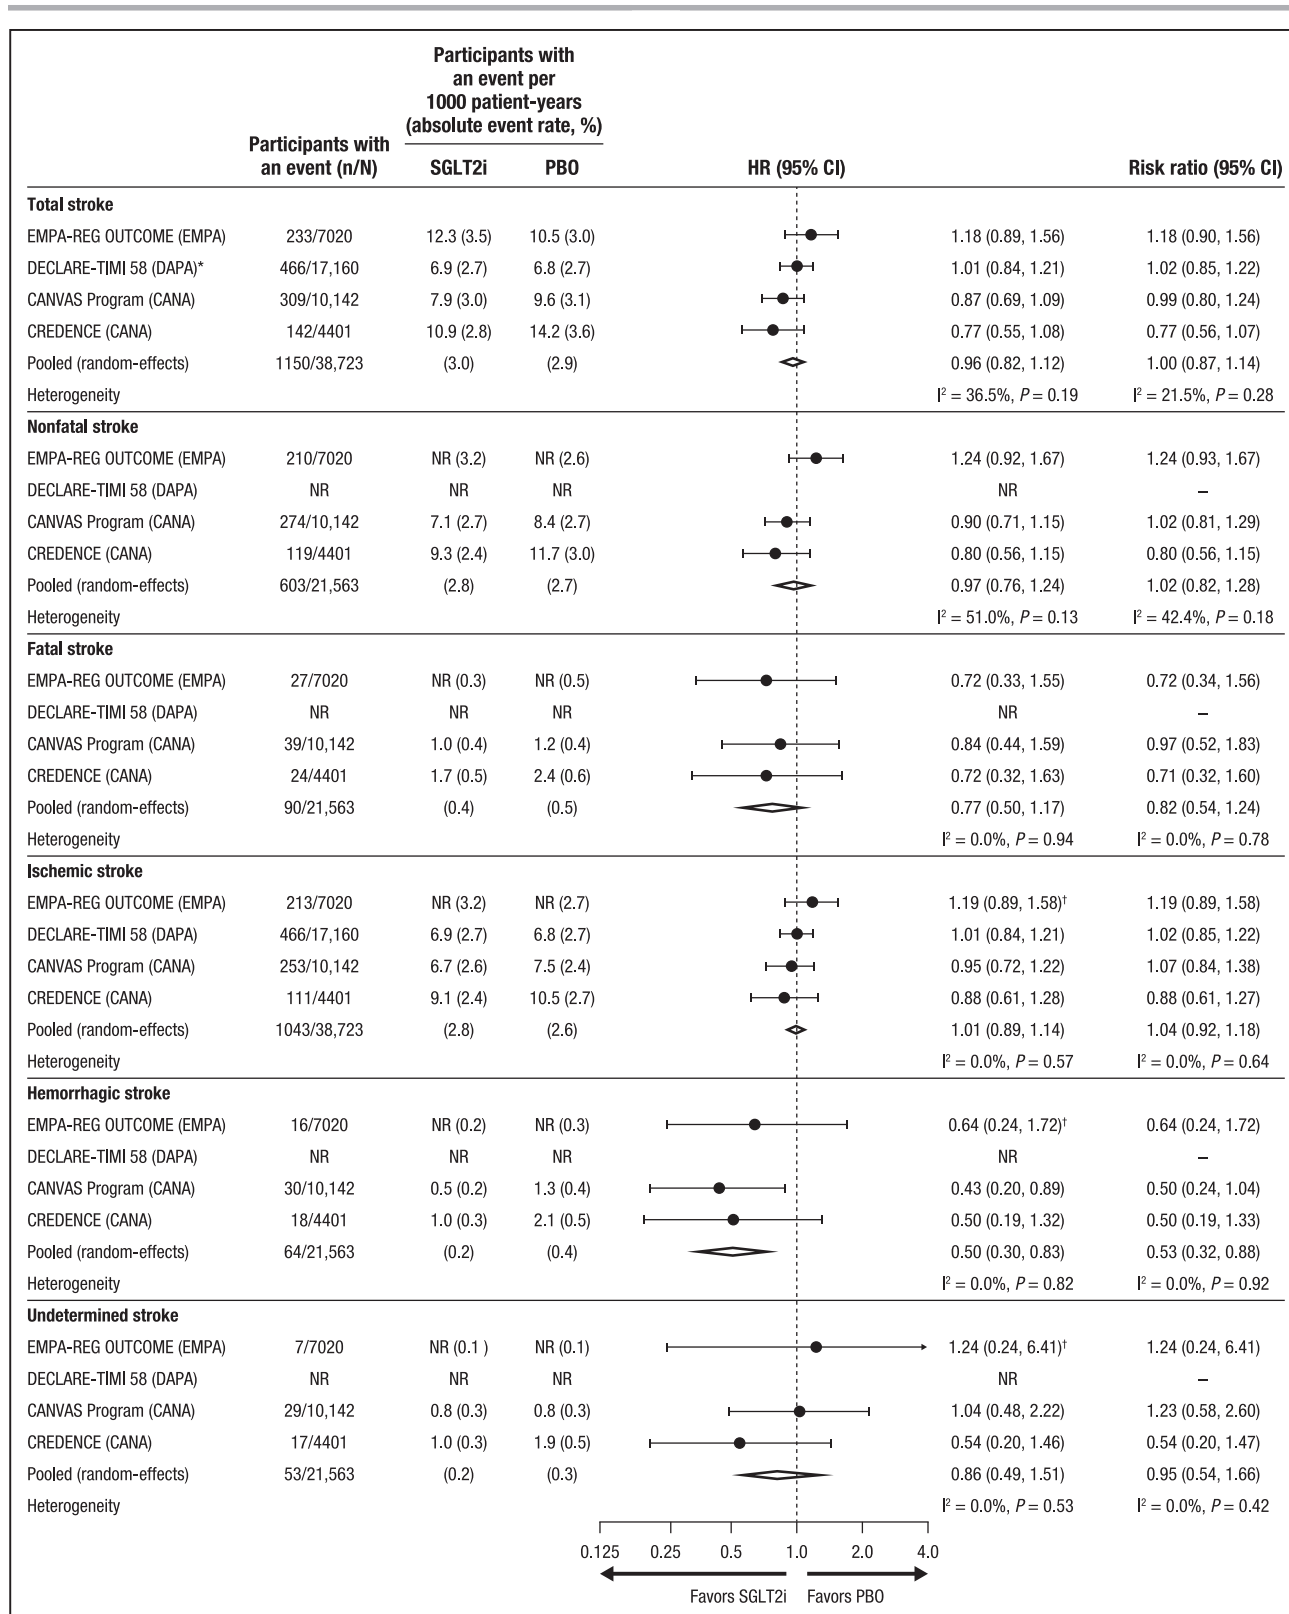 Participants with
an event per
1000 patient-years
(absolute event rate, %)
Participants with
an event (n/N) SGLT2i PBO HR (95% CI) Risk ratio (95% CI)
Total stroke
EMPA-REG OUTCOME (EMPA) 233/7020 12.3 (3.5) 10.5 (3.0) 1.18 (0.89, 1.56) 1.18 (0.90, 1.56)
DECLARE-TIMI 58 (DAPA)* 466/17,160 6.9 (2.7) 6.8 (2.7) 1.01 (0.84, 1.21) 1.02 (0.85, 1.22)
CANVAS Program (CANA) 309/10,142 7.9 (3.0) 9.6 (3.1) 0.87 (0.69, 1.09) 0.99 (0.80, 1.24)
CREDENCE (CANA) 142/4401 10.9 (2.8) 14.2 (3.6) 0.77 (0.55, 1.08) 0.77 (0.56, 1.07)
Pooled (random-effects) 1150/38,723 (3.0) (2.9) 0.96 (0.82, 1.12) 1.00 (0.87, 1.14)
Heterogeneity I² = 36.5%, P = 0.19 I² = 21.5%, P = 0.28
Nonfatal stroke
EMPA-REG OUTCOME (EMPA) 210/7020 NR (3.2) NR (2.6) 1.24 (0.92, 1.67) 1.24 (0.93, 1.67)
DECLARE-TIMI 58 (DAPA) NR NR NR NR –
CANVAS Program (CANA) 274/10,142 7.1 (2.7) 8.4 (2.7) 0.90 (0.71, 1.15) 1.02 (0.81, 1.29)
CREDENCE (CANA) 119/4401 9.3 (2.4) 11.7 (3.0) 0.80 (0.56, 1.15) 0.80 (0.56, 1.15)
Pooled (random-effects) 603/21,563 (2.8) (2.7) 0.97 (0.76, 1.24) 1.02 (0.82, 1.28)
Heterogeneity I² = 51.0%, P = 0.13 I² = 42.4%, P = 0.18
Fatal stroke
EMPA-REG OUTCOME (EMPA) 27/7020 NR (0.3) NR (0.5) 0.72 (0.33, 1.55) 0.72 (0.34, 1.56)
DECLARE-TIMI 58 (DAPA) NR NR NR NR –
CANVAS Program (CANA) 39/10,142 1.0 (0.4) 1.2 (0.4) 0.84 (0.44, 1.59) 0.97 (0.52, 1.83)
CREDENCE (CANA) 24/4401 1.7 (0.5) 2.4 (0.6) 0.72 (0.32, 1.63) 0.71 (0.32, 1.60)
Pooled (random-effects) 90/21,563 (0.4) (0.5) 0.77 (0.50, 1.17) 0.82 (0.54, 1.24)
Heterogeneity I² = 0.0%, P = 0.94 I² = 0.0%, P = 0.78
Ischemic stroke
EMPA-REG OUTCOME (EMPA) 213/7020 NR (3.2) NR (2.7) 1.19 (0.89, 1.58)† 1.19 (0.89, 1.58)
DECLARE-TIMI 58 (DAPA) 466/17,160 6.9 (2.7) 6.8 (2.7) 1.01 (0.84, 1.21) 1.02 (0.85, 1.22)
CANVAS Program (CANA) 253/10,142 6.7 (2.6) 7.5 (2.4) 0.95 (0.72, 1.22) 1.07 (0.84, 1.38)
CREDENCE (CANA) 111/4401 9.1 (2.4) 10.5 (2.7) 0.88 (0.61, 1.28) 0.88 (0.61, 1.27)
Pooled (random-effects) 1043/38,723 (2.8) (2.6) 1.01 (0.89, 1.14) 1.04 (0.92, 1.18)
Heterogeneity I² = 0.0%, P = 0.57 I² = 0.0%, P = 0.64
Hemorrhagic stroke
EMPA-REG OUTCOME (EMPA) 16/7020 NR (0.2) NR (0.3) 0.64 (0.24, 1.72)† 0.64 (0.24, 1.72)
DECLARE-TIMI 58 (DAPA) NR NR NR NR –
CANVAS Program (CANA) 30/10,142 0.5 (0.2) 1.3 (0.4) 0.43 (0.20, 0.89) 0.50 (0.24, 1.04)
CREDENCE (CANA) 18/4401 1.0 (0.3) 2.1 (0.5) 0.50 (0.19, 1.32) 0.50 (0.19, 1.33)
Pooled (random-effects) 64/21,563 (0.2) (0.4) 0.50 (0.30, 0.83) 0.53 (0.32, 0.88)
Heterogeneity I² = 0.0%, P = 0.82 I² = 0.0%, P = 0.92
Undetermined stroke
EMPA-REG OUTCOME (EMPA) 7/7020 NR (0.1 ) NR (0.1) 1.24 (0.24, 6.41)† 1.24 (0.24, 6.41)
DECLARE-TIMI 58 (DAPA) NR NR NR NR –
CANVAS Program (CANA) 29/10,142 0.8 (0.3) 0.8 (0.3) 1.04 (0.48, 2.22) 1.23 (0.58, 2.60)
CREDENCE (CANA) 17/4401 1.0 (0.3) 1.9 (0.5) 0.54 (0.20, 1.46) 0.54 (0.20, 1.47)
Pooled (random-effects) 53/21,563 (0.2) (0.3) 0.86 (0.49, 1.51) 0.95 (0.54, 1.66)
Heterogeneity I² = 0.0%, P = 0.53 I² = 0.0%, P = 0.42
0.125 0.25 0.5 1.0 2.0 4.0
Favors SGLT2i Favors PBO